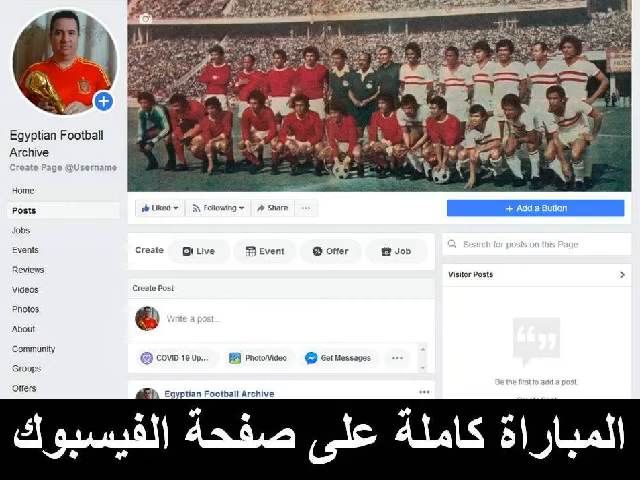 Egyptian Football
Archive
Create Page @Username
Home
Posts
Jobs
Events
Reviews
Videos
Photos
About
Community
Groups
Offers
Liked
Following
Share
...
+ Add a Button
Create
Live
Event
Offer
Job
Search for posts on this Page
Create Post
Visitor Posts
Write a post...
COVID-19 Up...
Photo/Video
Get Messages
...
Be the first to add a post.
Egyptian Football Archive
...
المباراة كاملة على صفحة الفيسبوك